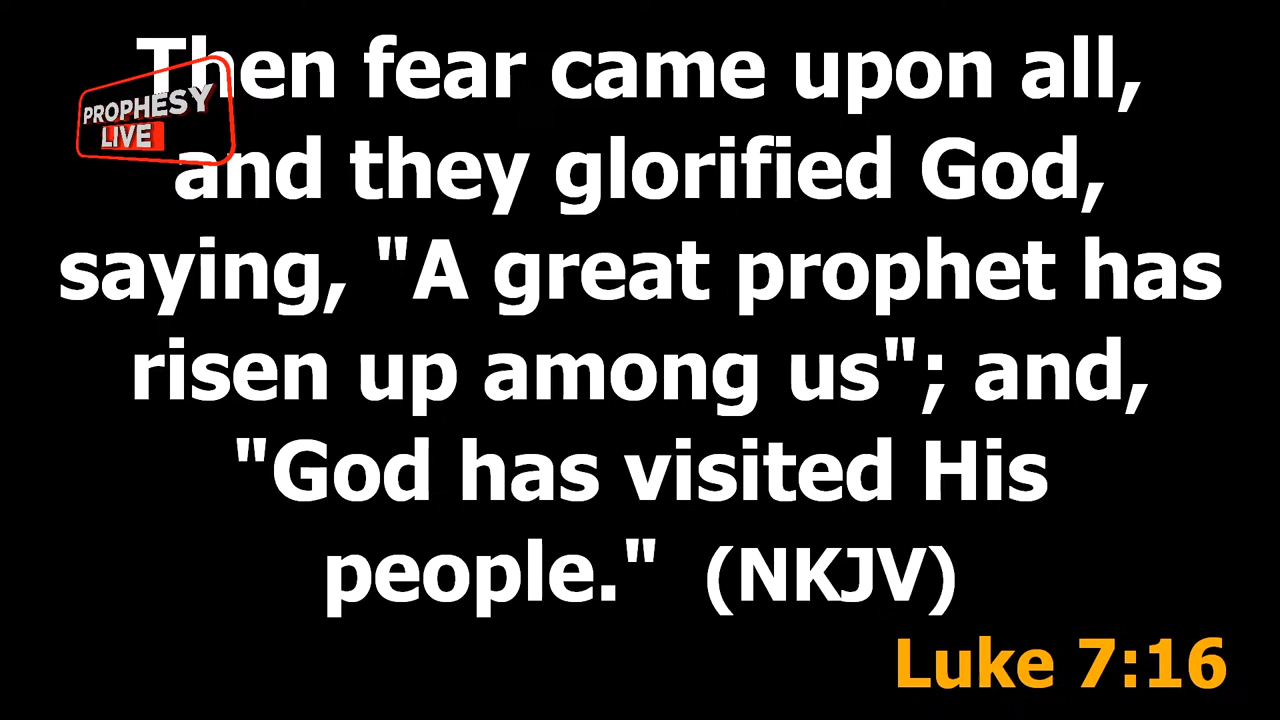 Then fear came upon all,
PROPHESY
LIVE
and they glorified God,
saying, "A great prophet has
risen up among us"; and,
"God has visited His
people." (NKJV)
Luke 7:16